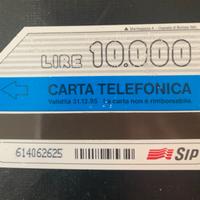 LIRE 10.000
CARTA TELEFONICA
Validità 31.12.95 La carta non è rimborsabile.
614062625
SIP